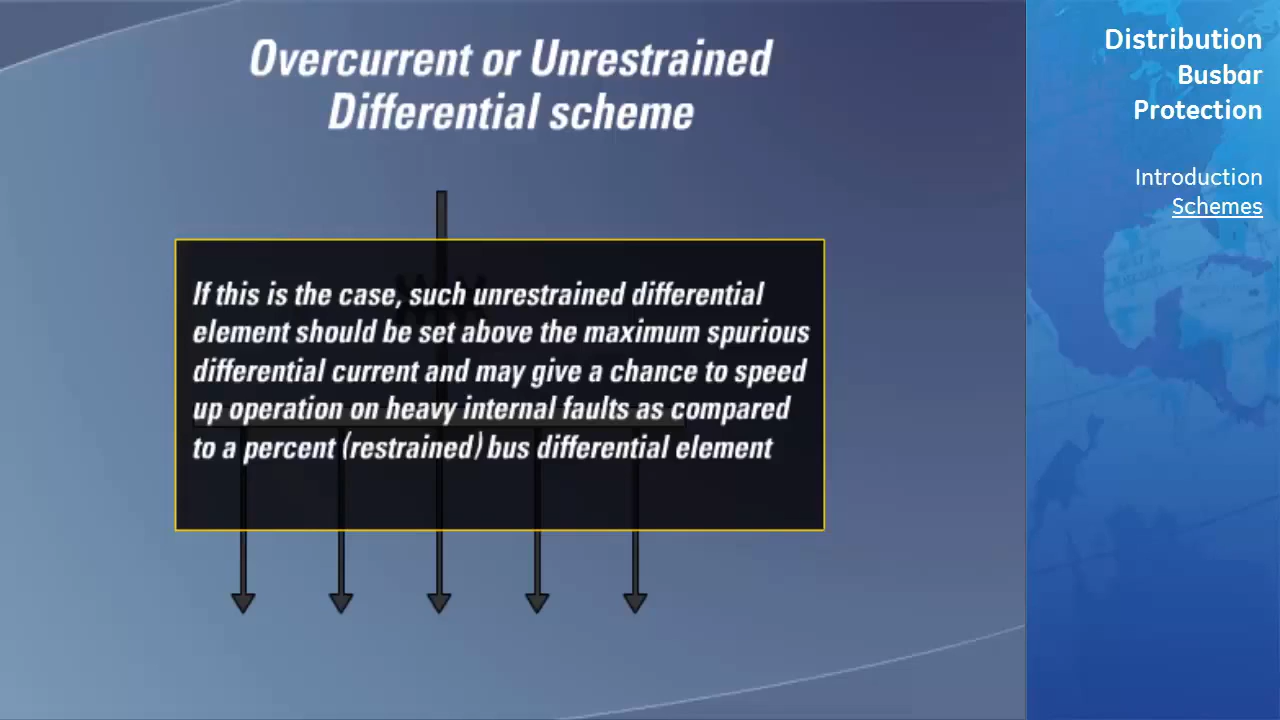 Overcurrent or Unrestrained
Differential scheme
If this is the case, such unrestrained differential
element should be set above the maximum spurious
differential current and may give a chance to speed
up operation on heavy internal faults as compared
to a percent (restrained) bus differential element
Distribution
Busbar
Protection
Introduction
Schemes